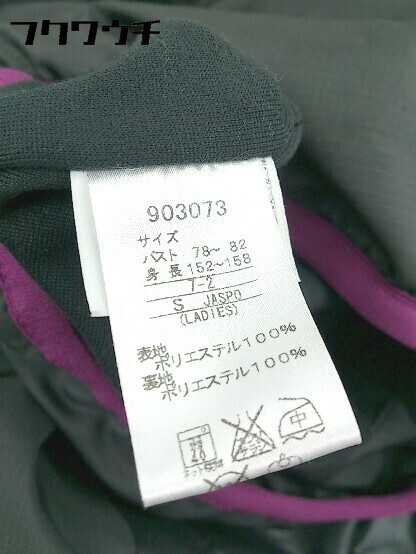 フクワウチ
903073
サイズ
バスト 78～ 82
身 長 152～158
7-2
S JASPO
(LADIES)
表地
ポリエステル100%
裏地
ポリエステル100%
40
中